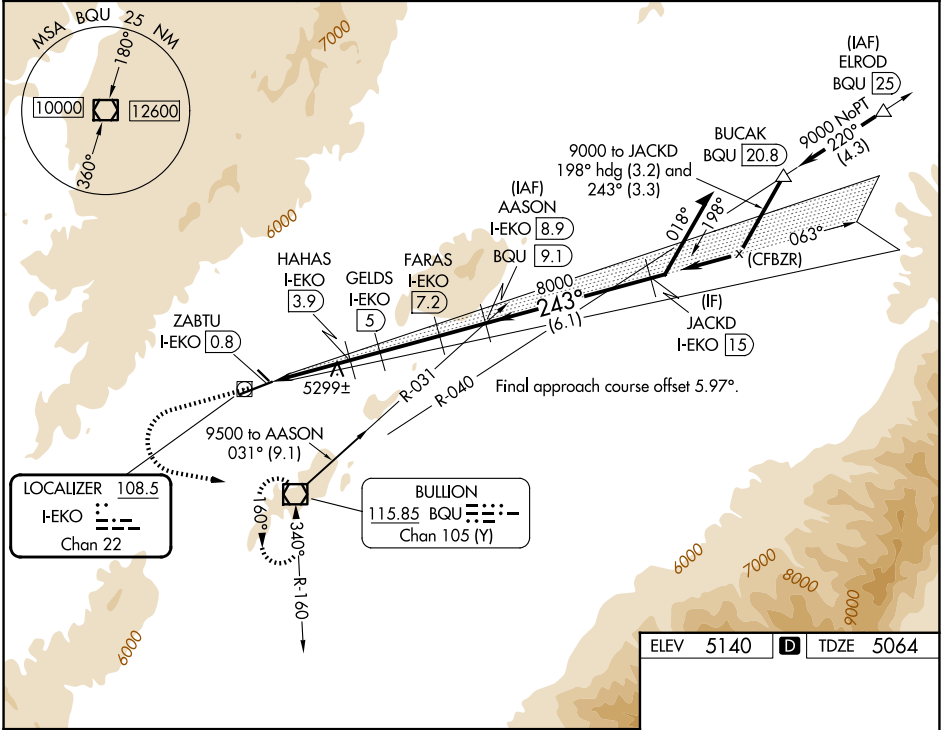 MSA BQU 25 NM
180°
10000
12600
360°
7000
6000
(IAF)
ELROD
BQU 25
9000 NoPT
220°
(4.3)
BUCAK
BQU 20.8
9000 to JACKD
198° hdg (3.2) and
243° (3.3)
(IAF)
AASON
I-EKO 8.9
BQU 9.1
018°
198°
063°
(CFBZR)
HAHAS
I-EKO
3.9
GELDS
I-EKO
5
FARAS
I-EKO
7.2
8000
243°
(6.1)
(IF)
JACKD
I-EKO 15
ZABTU
I-EKO 0.8
5299±
R-031
R-040
Final approach course offset 5.97°.
9500 to AASON
031° (9.1)
LOCALIZER 108.5
I-EKO
Chan 22
BULLION
115.85 BQU
Chan 105 (Y)
160°
340°
R-160
6000
6000
7000
8000
9000
ELEV 5140 D TDZE 5064